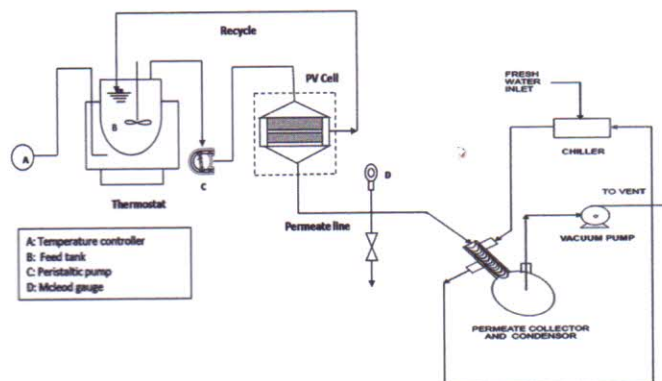 Recycle
PV Cell
FRESH
WATER
INLET
CHILLER
TO VENT
VACUUM PUMP
A
B
C
D
Thermostat
Permeate line
PERMEATE COLLECTOR
AND CONDENSOR
A: Temperature controller
B: Feed tank
C: Peristaltic pump
D: Mcleod gauge